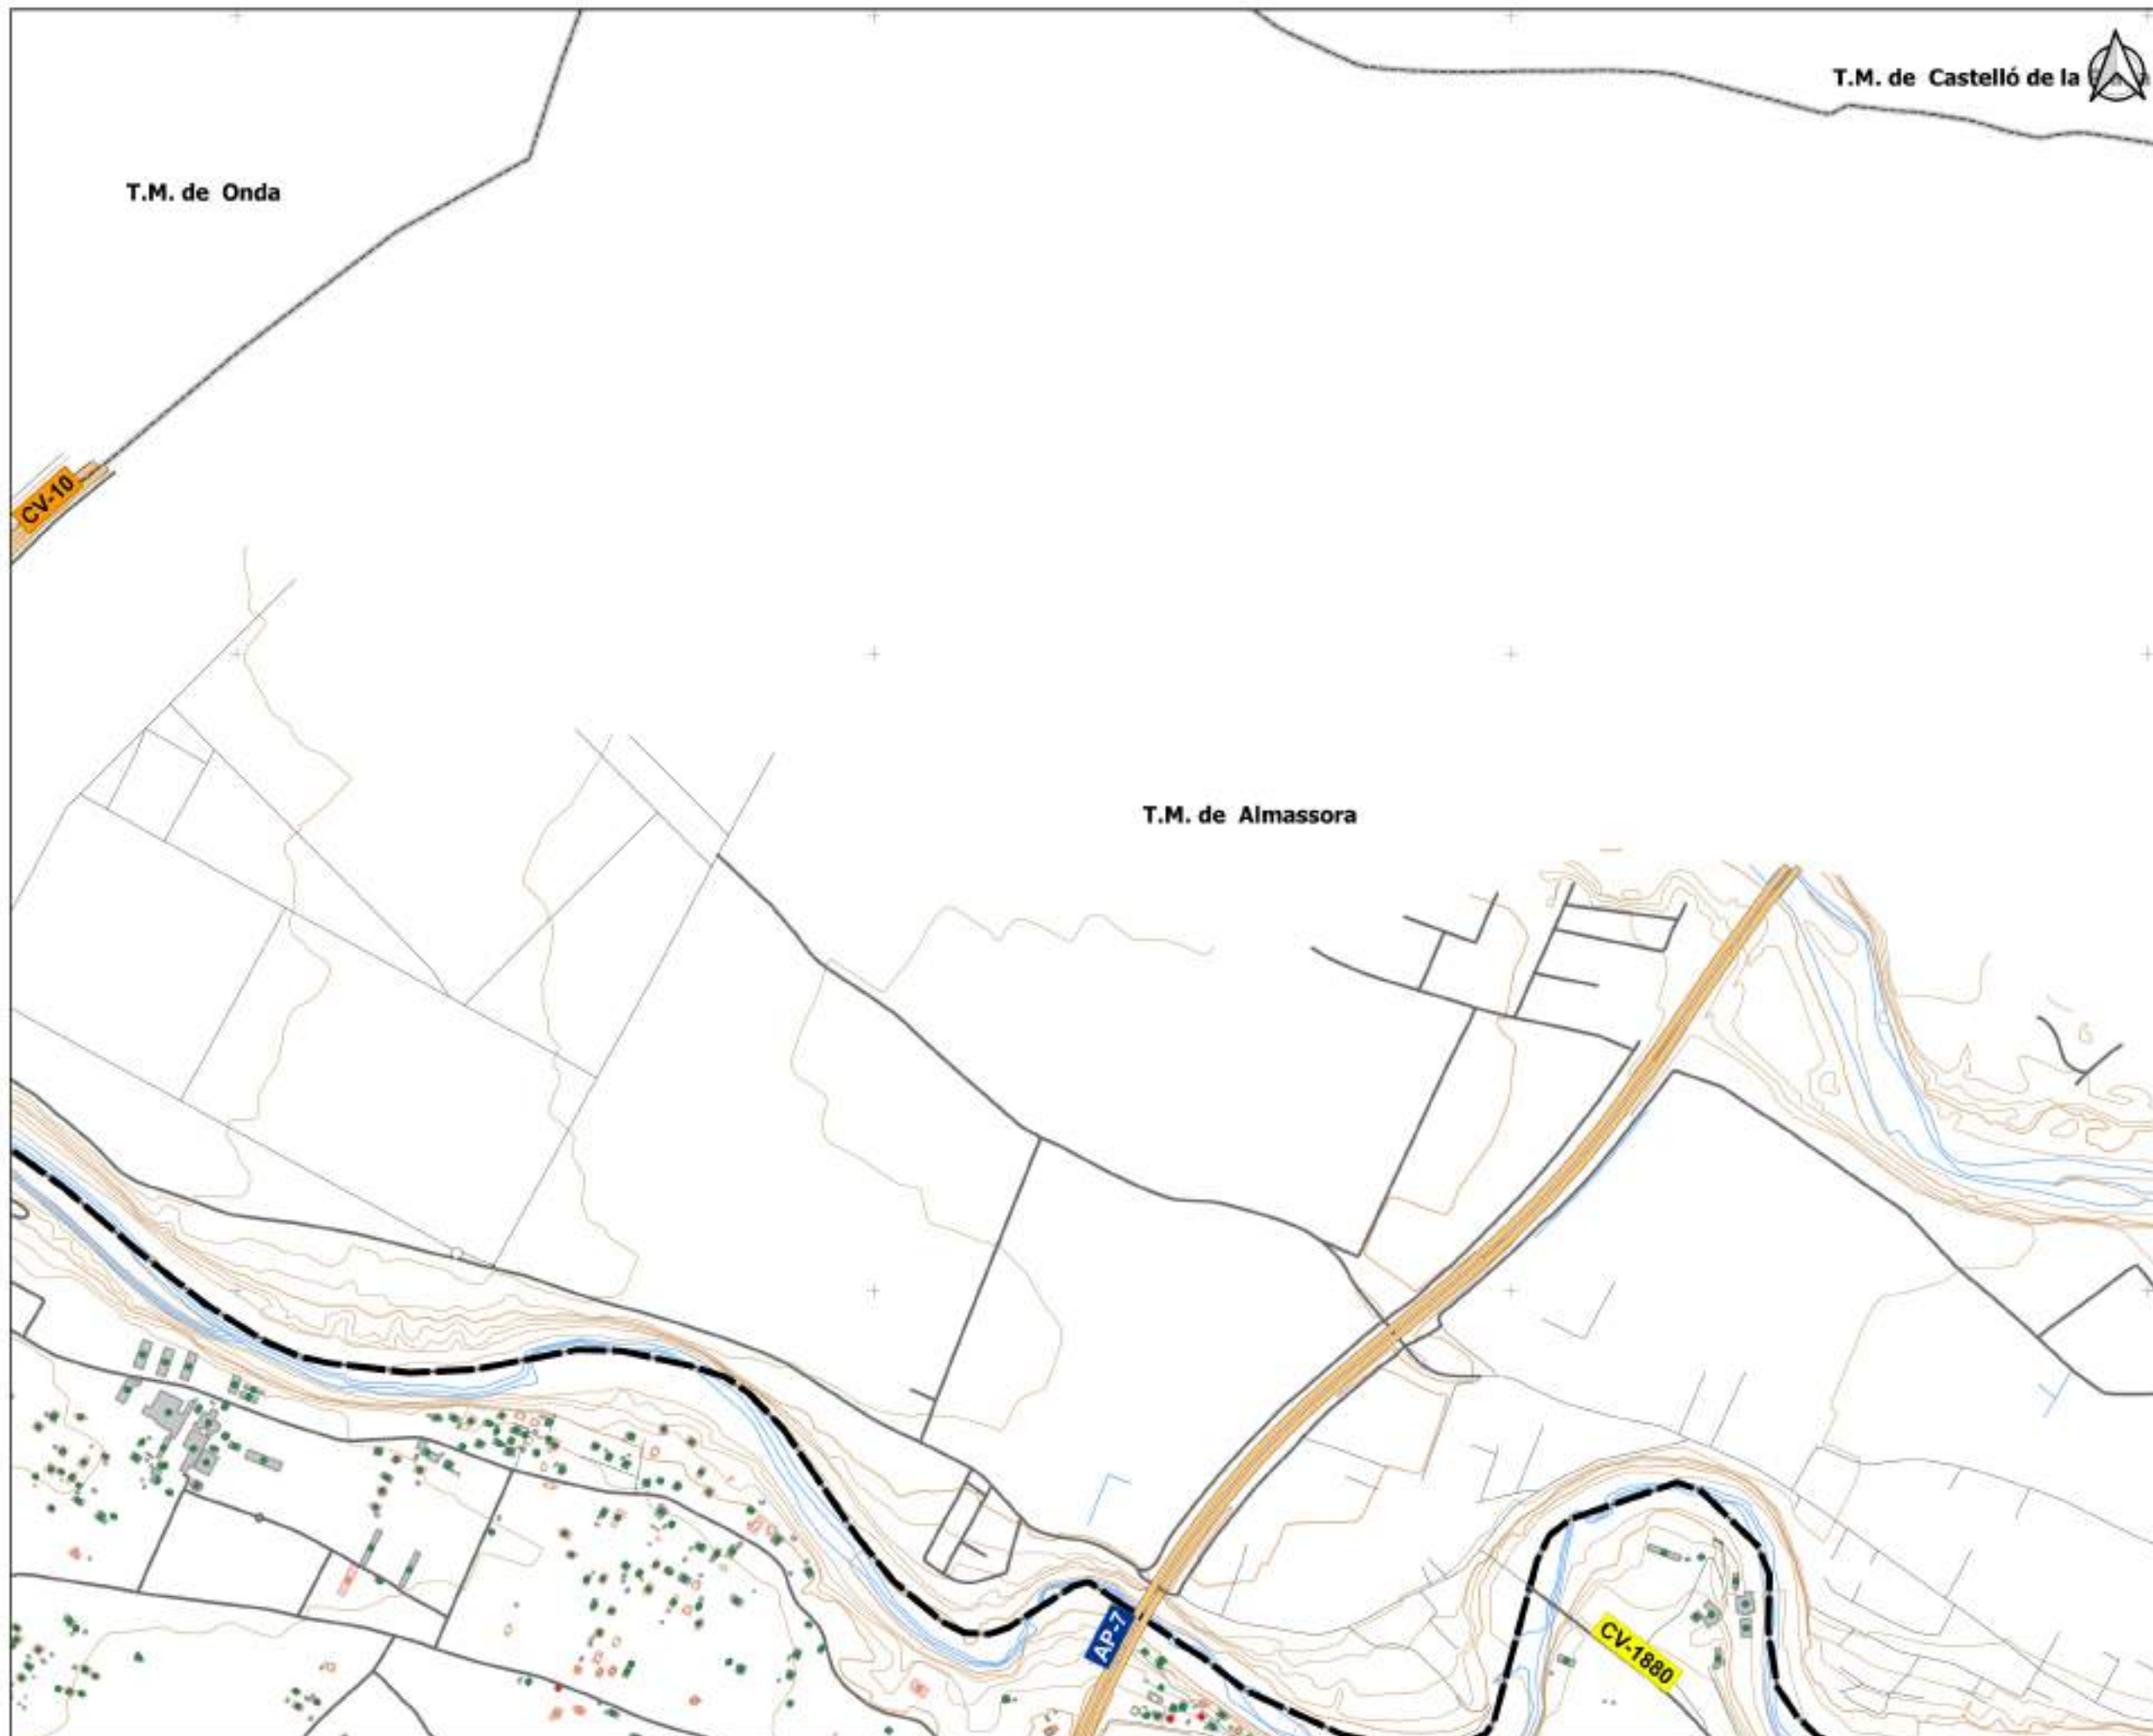 T.M. de Castelló de la
T.M. de Onda
CV-10
T.M. de Almassora
AP-7
CV-1880